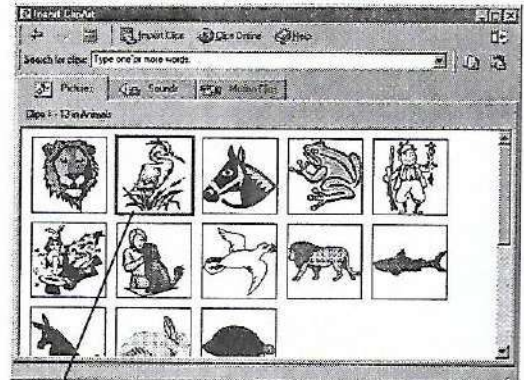 Insert ClipArt
Import Clips Clips Online Help
Search for clips: Type one or more words.
Pictures Sounds Motion Clips
Clips 1 - 13 in Animals